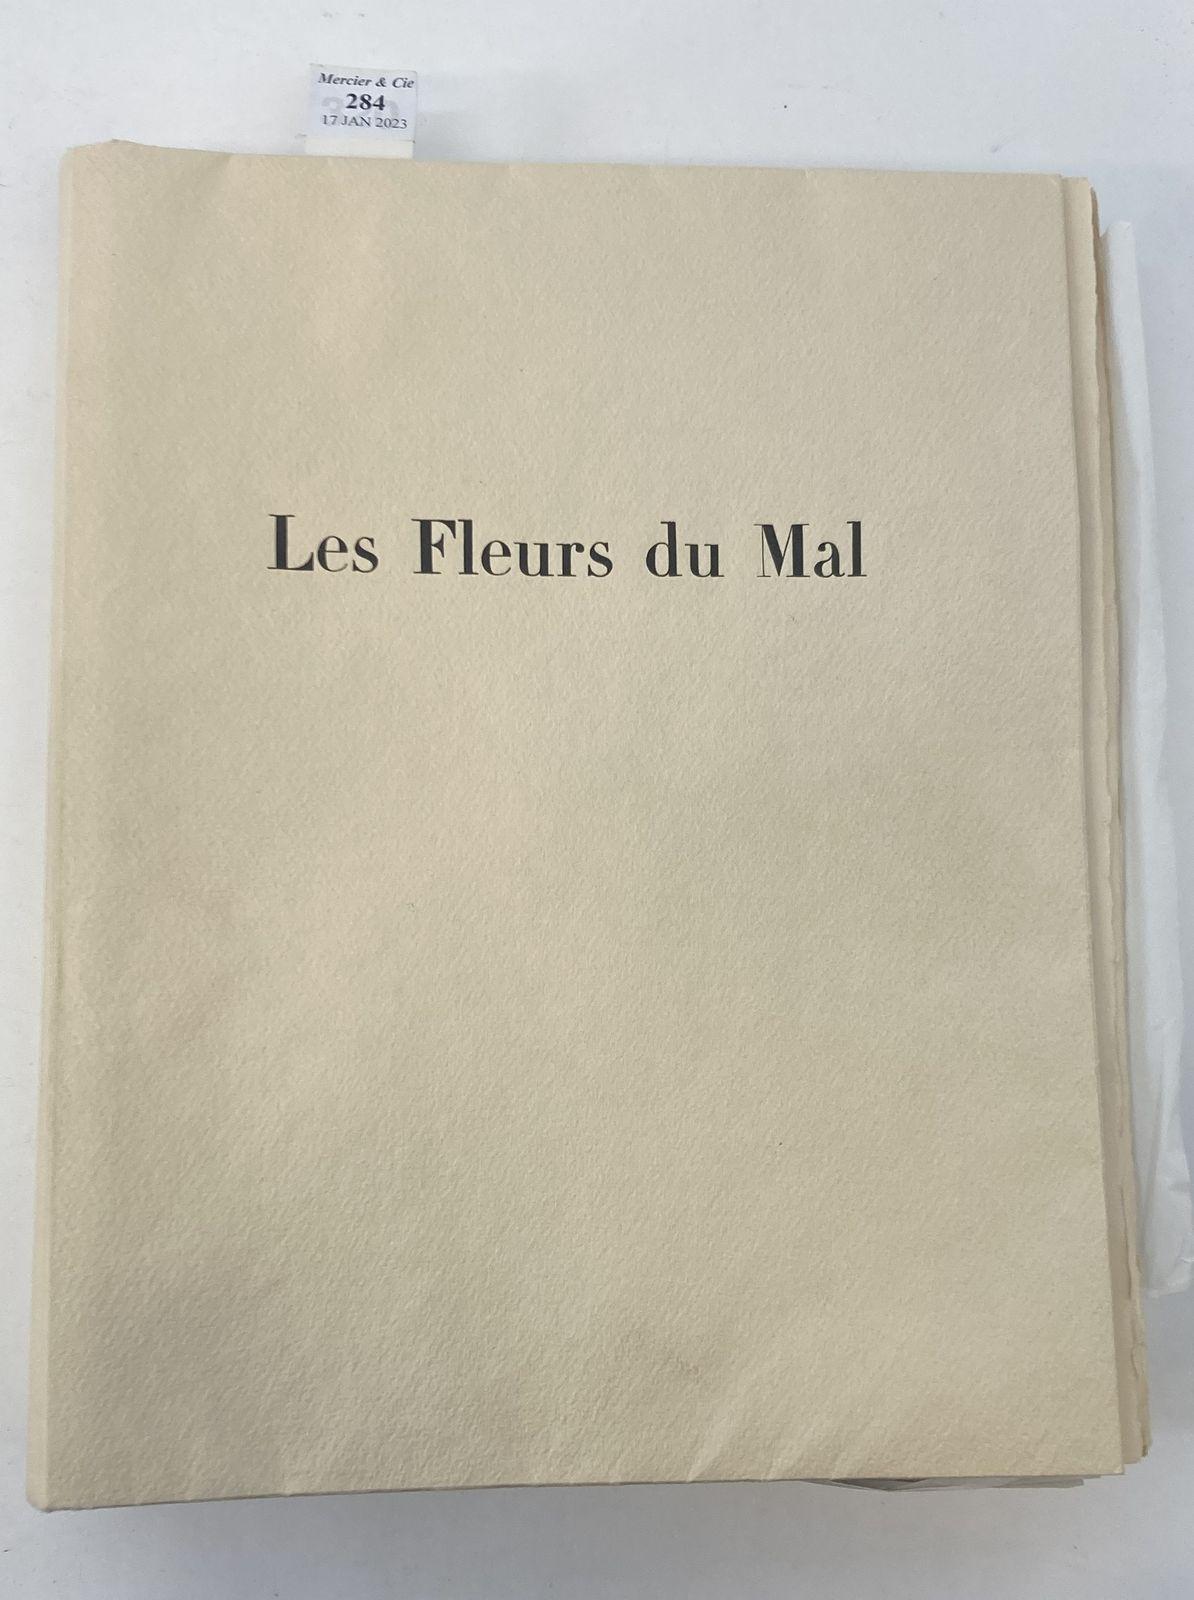 Mercier & Cie
284
17 JAN 2023
Les Fleurs du Mal